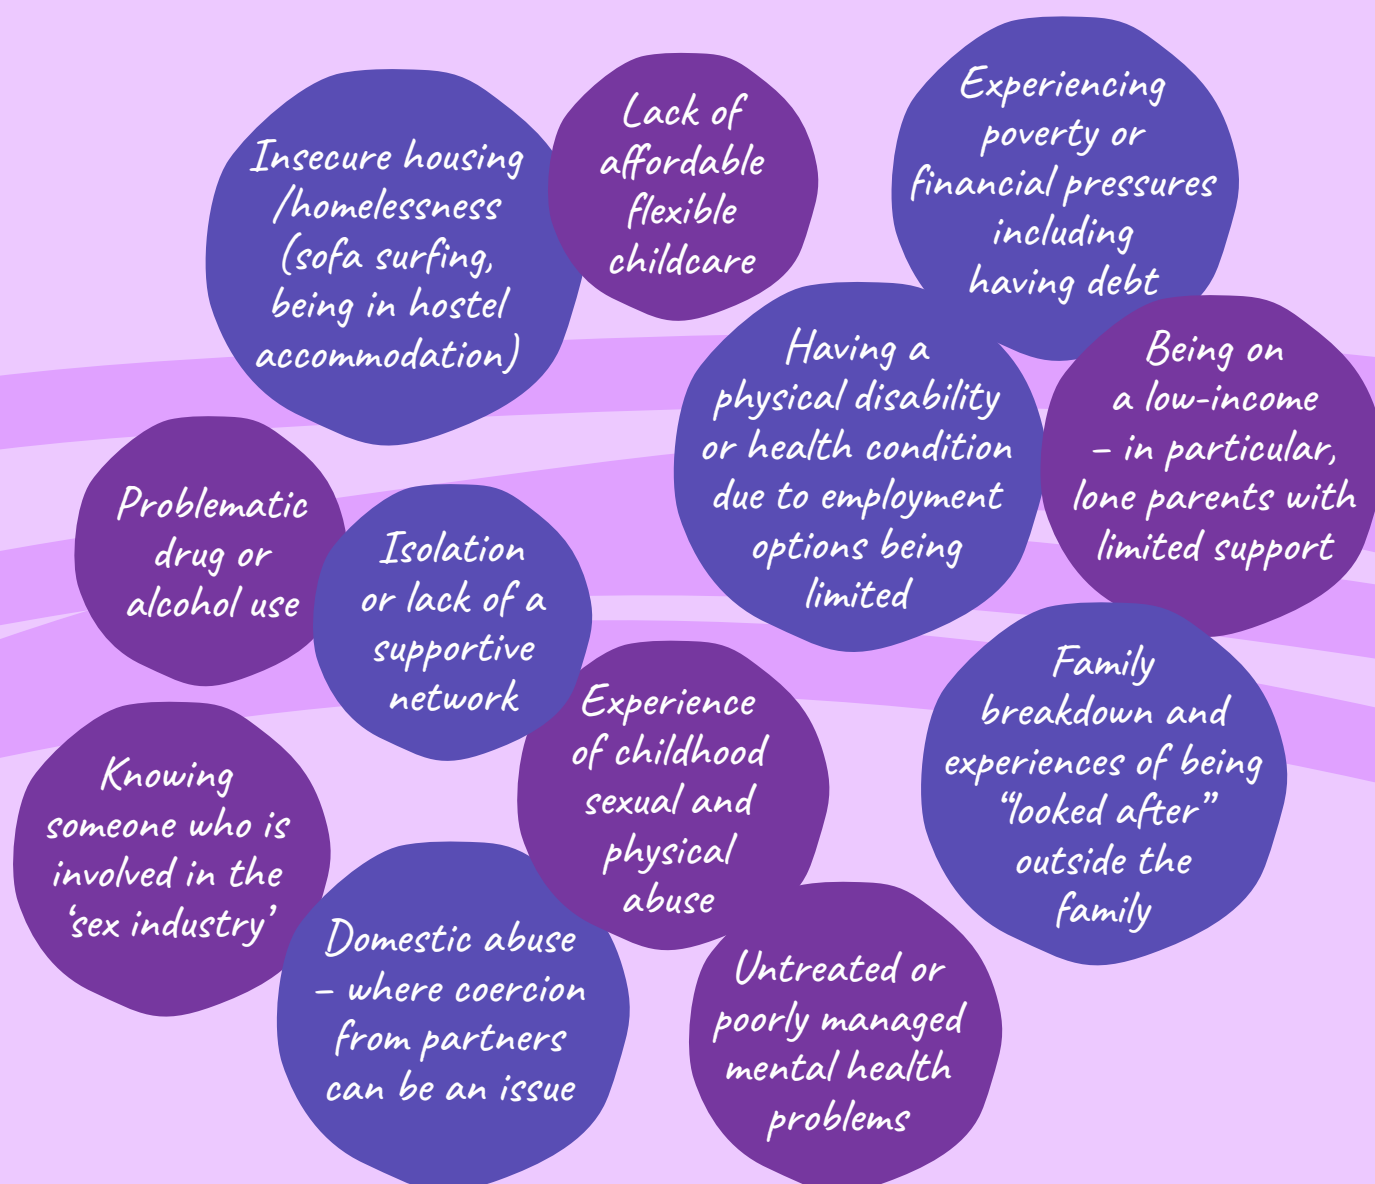 Insecure housing
/homelessness
(sofa surfing,
being in hostel
accommodation)
Lack of
affordable
flexible
childcare
Experiencing
poverty or
financial pressures
including
having debt
Having a
physical disability
or health condition
due to employment
options being
limited
Being on
a low-income
– in particular,
lone parents with
limited support
Problematic
drug or
alcohol use
Isolation
or lack of a
supportive
network
Experience
of childhood
sexual and
physical
abuse
Family
breakdown and
experiences of being
“looked after”
outside the
family
Knowing
someone who is
involved in the
‘sex industry’
Domestic abuse
– where coercion
from partners
can be an issue
Untreated or
poorly managed
mental health
problems